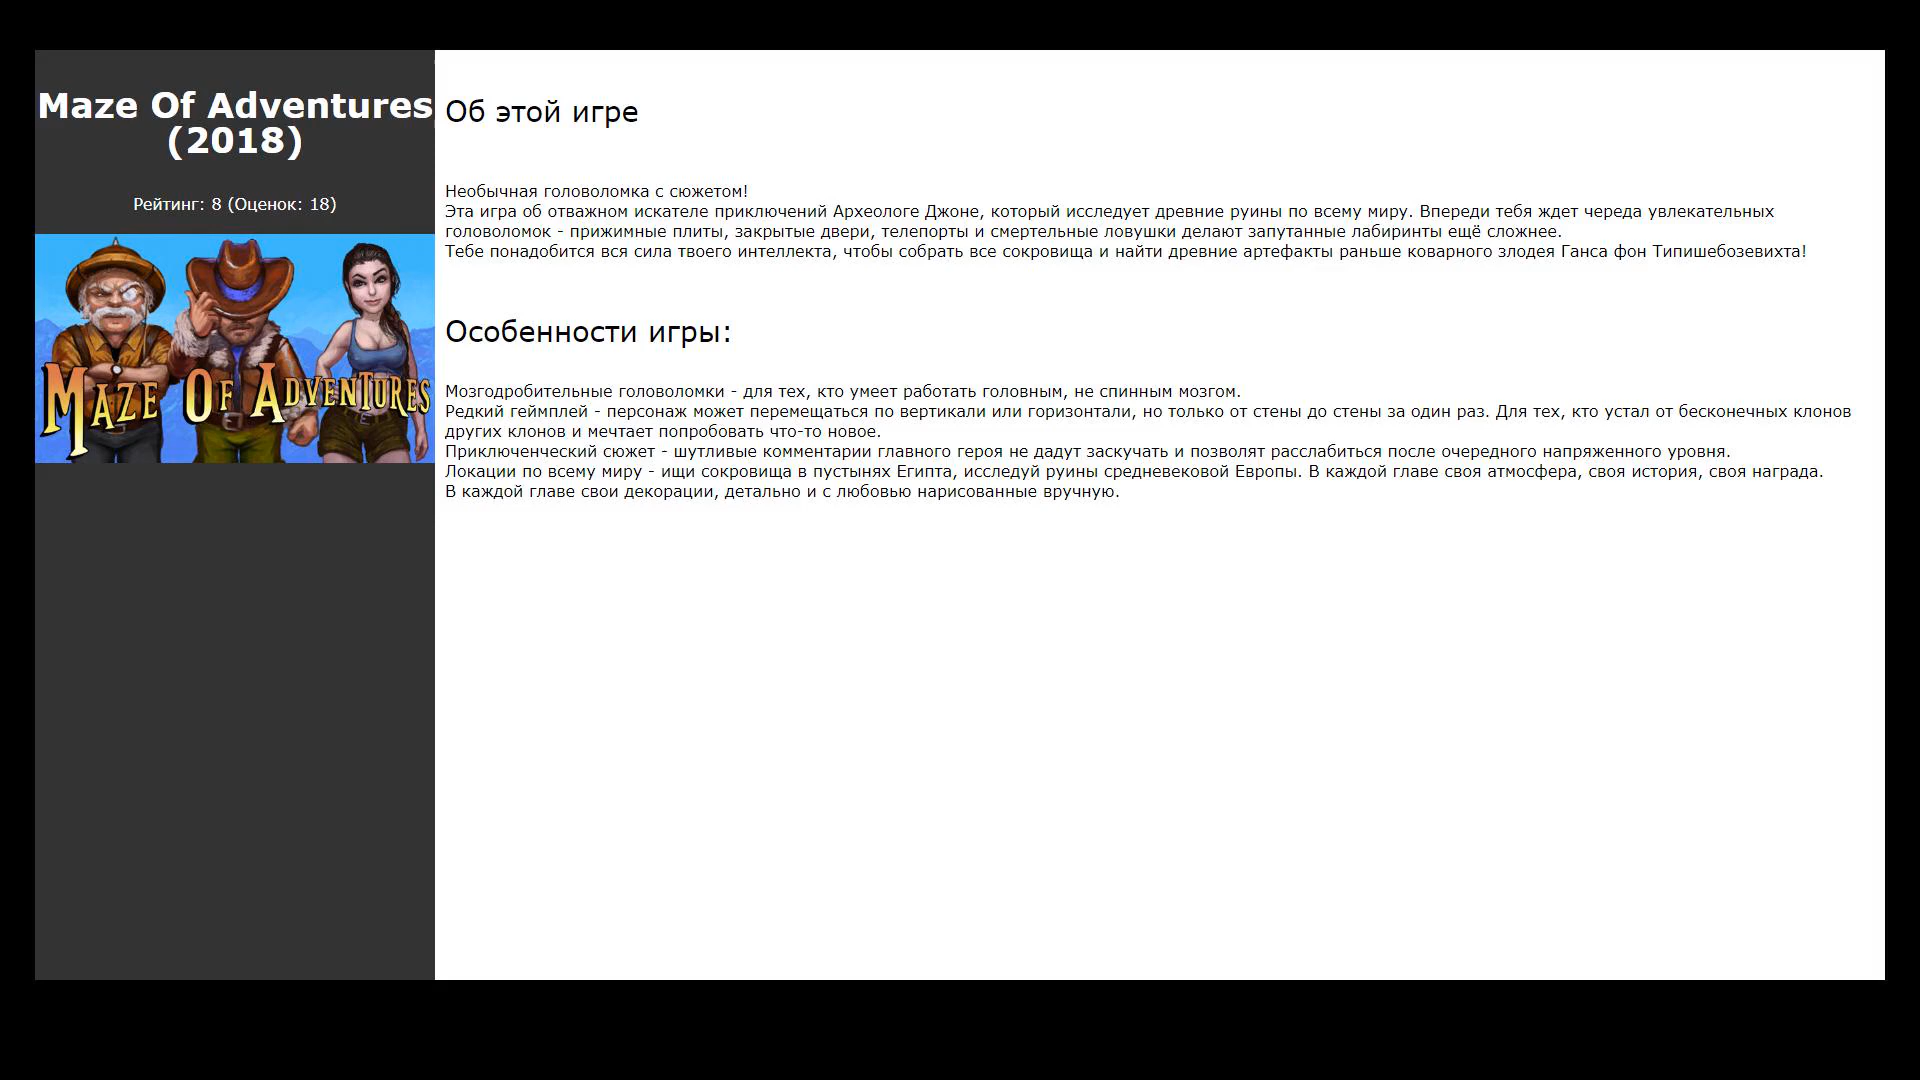 Maze Of Adventures
(2018)
Рейтинг: 8 (Оценок: 18)
MAZE OF ADVENTURES
Об этой игре
Необычная головоломка с сюжетом!
Эта игра об отважном искателе приключений Археологе Джоне, который исследует древние руины по всему миру. Впереди тебя ждет череда увлекательных
головоломок - прижимные плиты, закрытые двери, телепорты и смертельные ловушки делают запутанные лабиринты ещё сложнее.
Тебе понадобится вся сила твоего интеллекта, чтобы собрать все сокровища и найти древние артефакты раньше коварного злодея Ганса фон Типишебозевихта!
Особенности игры:
Мозгодробительные головоломки - для тех, кто умеет работать головным, не спинным мозгом.
Редкий геймплей - персонаж может перемещаться по вертикали или горизонтали, но только от стены до стены за один раз. Для тех, кто устал от бесконечных клонов
других клонов и мечтает попробовать что-то новое.
Приключенческий сюжет - шутливые комментарии главного героя не дадут заскучать и позволят расслабиться после очередного напряженного уровня.
Локации по всему миру - ищи сокровища в пустынях Египта, исследуй руины средневековой Европы. В каждой главе своя атмосфера, своя история, своя награда.
В каждой главе свои декорации, детально и с любовью нарисованные вручную.